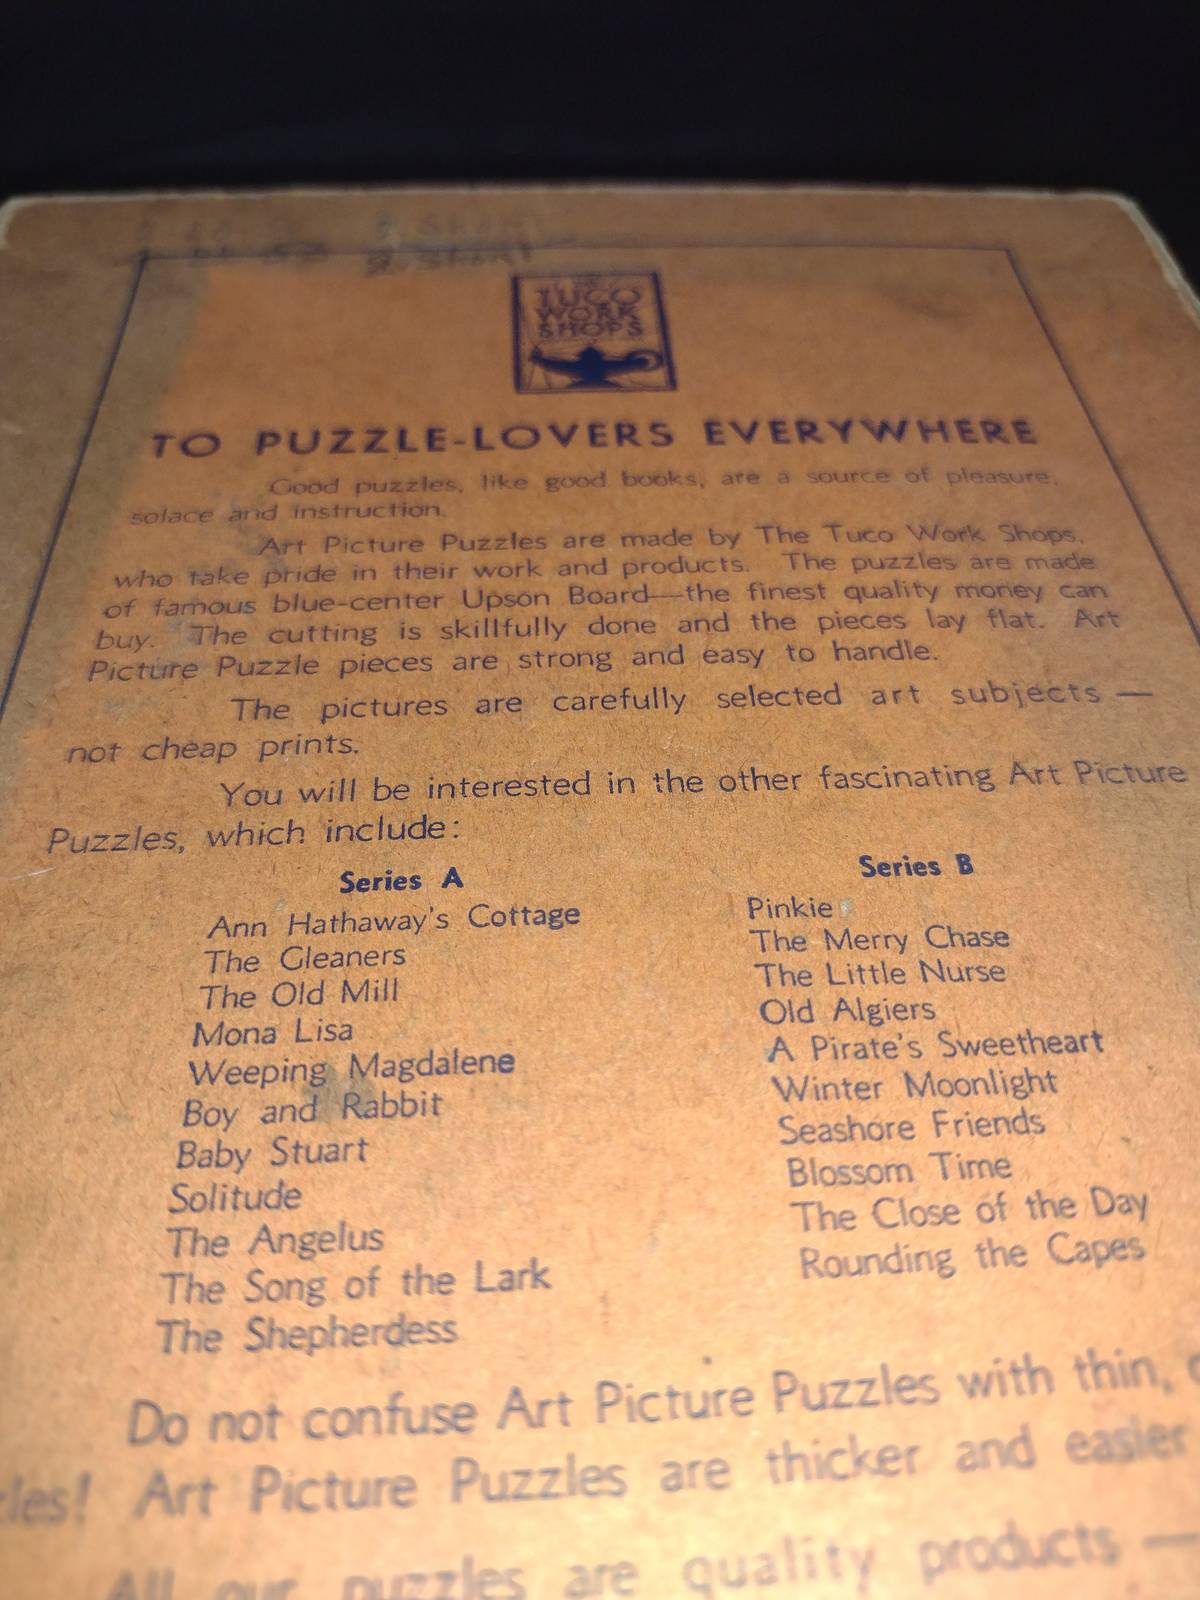 TUCO
WORK
SHOPS
TO PUZZLE-LOVERS EVERYWHERE
Good puzzles, like good books, are a source of pleasure,
solace and instruction.
Art Picture Puzzles are made by The Tuco Work Shops,
who take pride in their work and products. The puzzles are made
of famous blue-center Upson Board—the finest quality money can
buy. The cutting is skillfully done and the pieces lay flat. Art
Picture Puzzle pieces are strong and easy to handle.
The pictures are carefully selected art subjects —
not cheap prints.
You will be interested in the other fascinating Art Picture
Puzzles, which include:
Series A
Ann Hathaway's Cottage
The Gleaners
The Old Mill
Mona Lisa
Weeping Magdalene
Boy and Rabbit
Baby Stuart
Solitude
The Angelus
The Song of the Lark
The Shepherdess
Series B
Pinkie
The Merry Chase
The Little Nurse
Old Algiers
A Pirate's Sweetheart
Winter Moonlight
Seashore Friends
Blossom Time
The Close of the Day
Rounding the Capes
Do not confuse Art Picture Puzzles with thin,
Art Picture Puzzles are thicker and easier
All our puzzles are quality products —